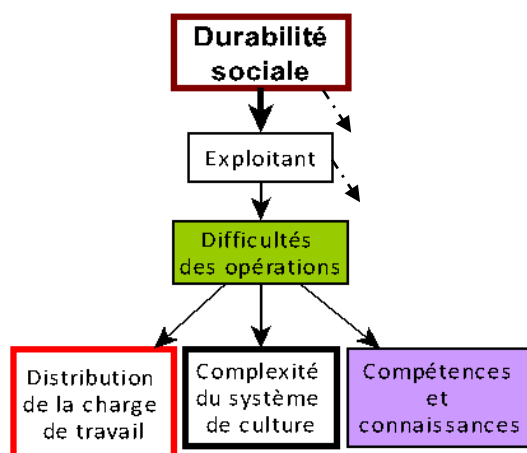 Durabilité
sociale
Exploitant
Difficultés
des opérations
Distribution
de la charge
de travail
Complexité
du système
de culture
Compétences
et
connaissances